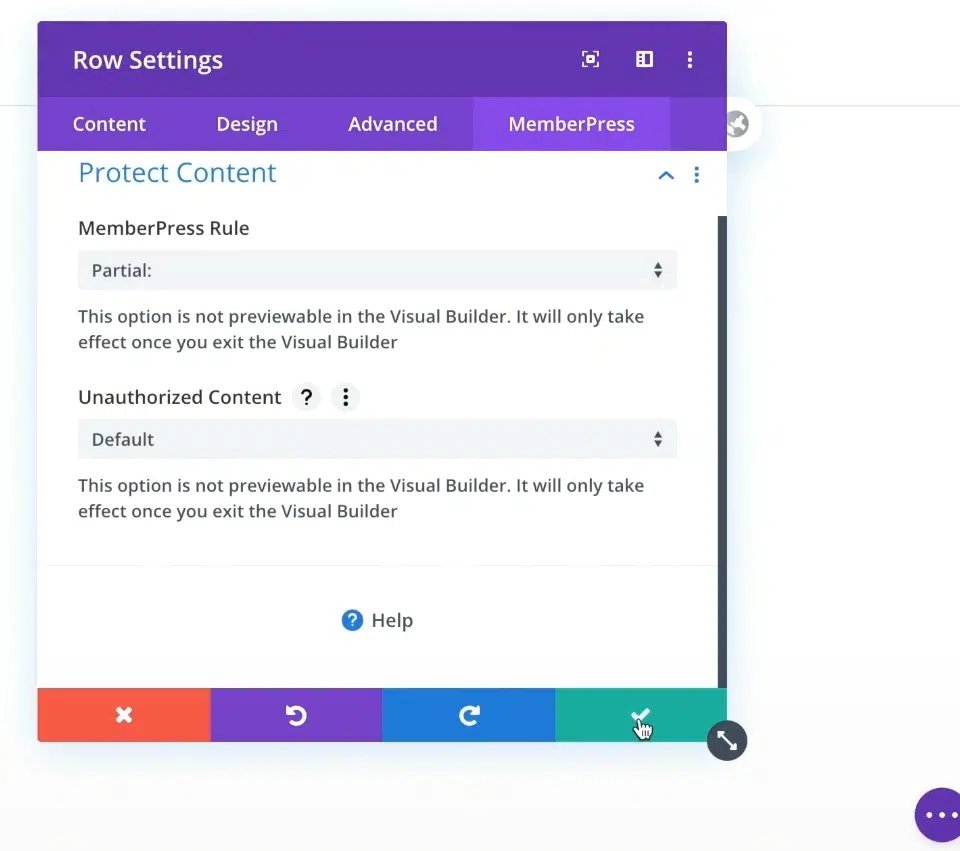 Row Settings
Content Design Advanced MemberPress
Protect Content
MemberPress Rule
Partial:
This option is not previewable in the Visual Builder. It will only take
effect once you exit the Visual Builder
Unauthorized Content ?
Default
This option is not previewable in the Visual Builder. It will only take
effect once you exit the Visual Builder
? Help